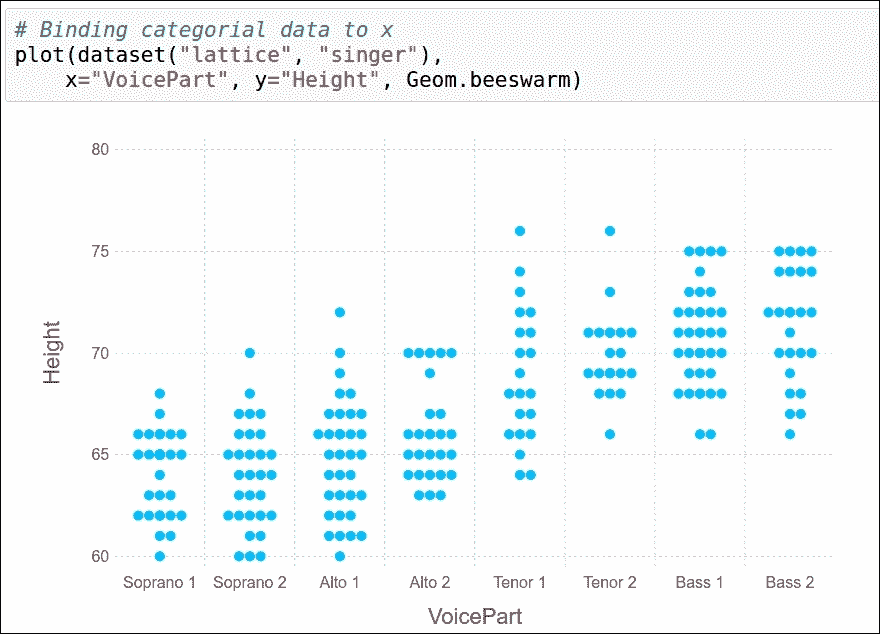 # Binding categorial data to x
plot(dataset("lattice", "singer"),
    x="VoicePart", y="Height", Geom.beeswarm)
80
75
70
65
60
Height
Soprano 1 Soprano 2 Alto 1 Alto 2 Tenor 1 Tenor 2 Bass 1 Bass 2
VoicePart